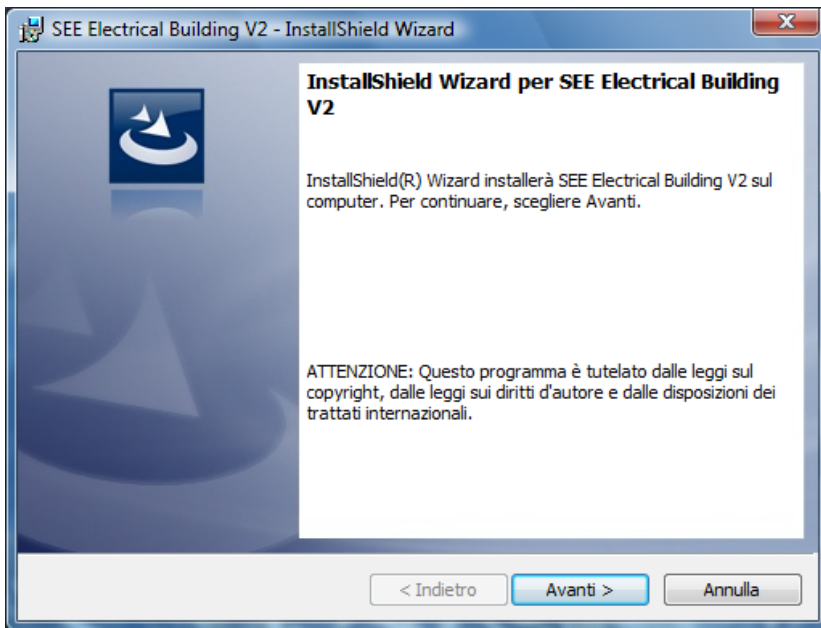 SEE Electrical Building V2 - InstallShield Wizard
InstallShield Wizard per SEE Electrical Building
V2
InstallShield(R) Wizard installerà SEE Electrical Building V2 sul
computer. Per continuare, scegliere Avanti.
ATTENZIONE: Questo programma è tutelato dalle leggi sul
copyright, dalle leggi sui diritti d'autore e dalle disposizioni dei
trattati internazionali.
< Indietro
Avanti >
Annulla